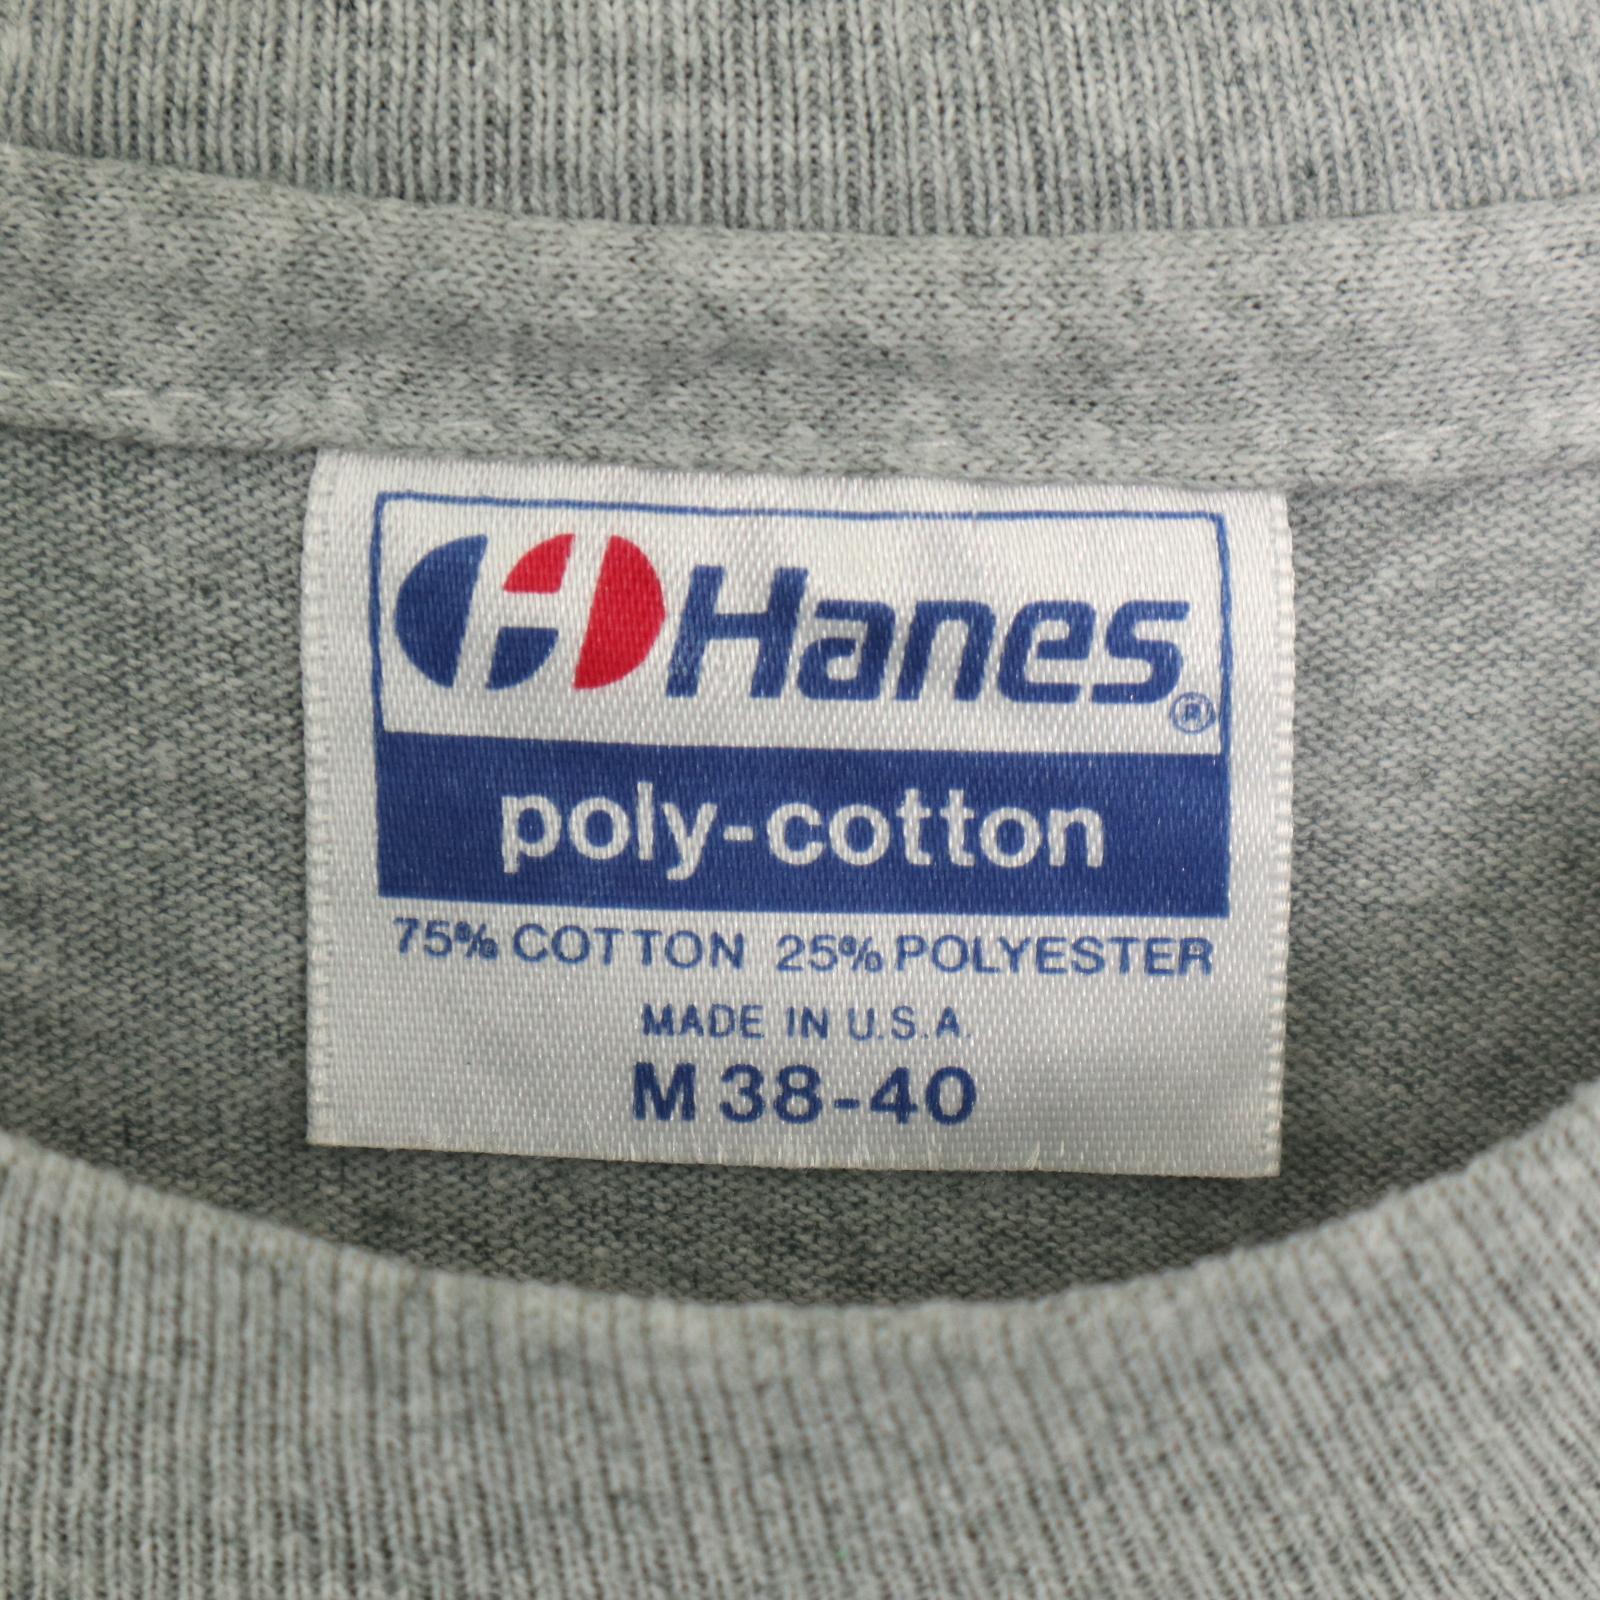 Hanes®
poly-cotton
75% COTTON 25% POLYESTER
MADE IN U.S.A.
M 38-40